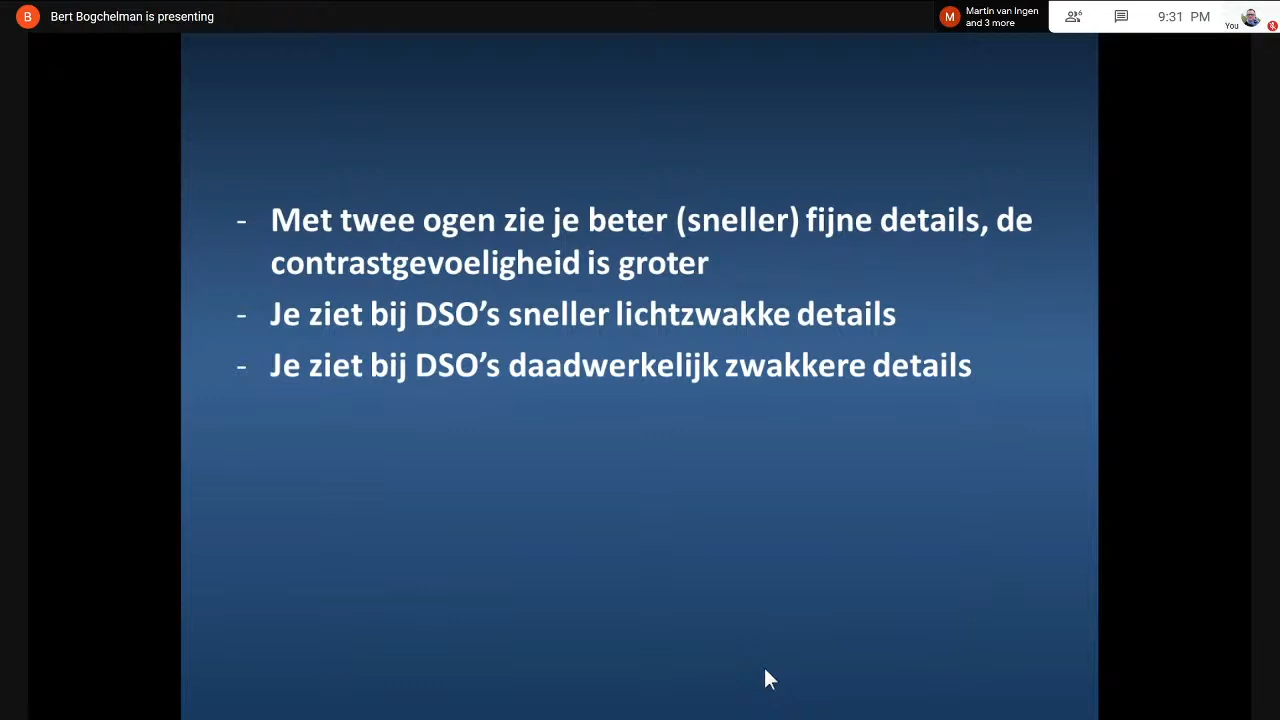 B Bert Bogchelman is presenting
M Martin van Ingen
and 3 more
6
9:31 PM
You
- Met twee ogen zie je beter (sneller) fijne details, de
contrastgevoeligheid is groter
- Je ziet bij DSO’s sneller lichtzwakke details
- Je ziet bij DSO’s daadwerkelijk zwakkere details